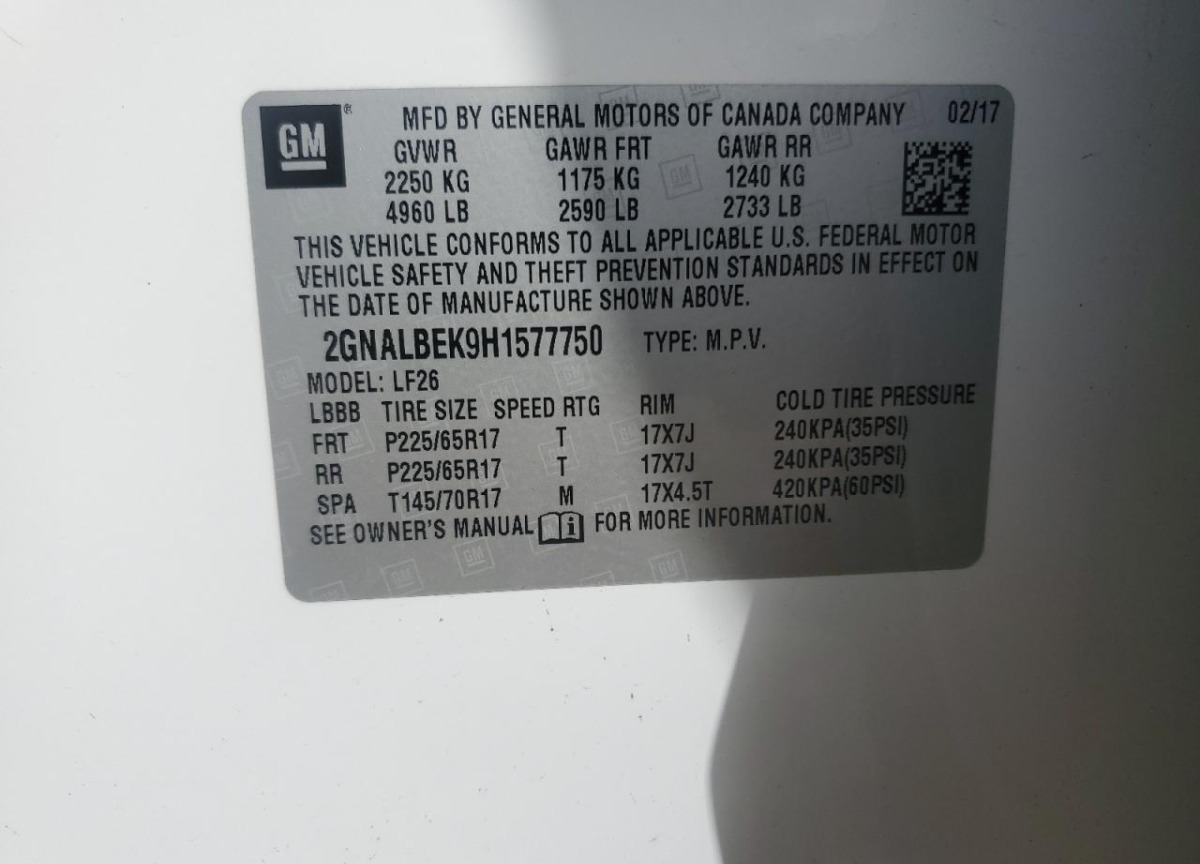 GM ® MFD BY GENERAL MOTORS OF CANADA COMPANY 02/17
GVWR GAWR FRT GAWR RR
2250 KG 1175 KG 1240 KG
4960 LB 2590 LB 2733 LB
THIS VEHICLE CONFORMS TO ALL APPLICABLE U.S. FEDERAL MOTOR
VEHICLE SAFETY AND THEFT PREVENTION STANDARDS IN EFFECT ON
THE DATE OF MANUFACTURE SHOWN ABOVE.
2GNALBEK9H1577750 TYPE: M.P.V.
MODEL: LF26
LBBB TIRE SIZE SPEED RTG RIM COLD TIRE PRESSURE
FRT P225/65R17 T 17X7J 240KPA(35PSI)
RR P225/65R17 T 17X7J 240KPA(35PSI)
SPA T145/70R17 M 17X4.5T 420KPA(60PSI)
SEE OWNER'S MANUAL FOR MORE INFORMATION.